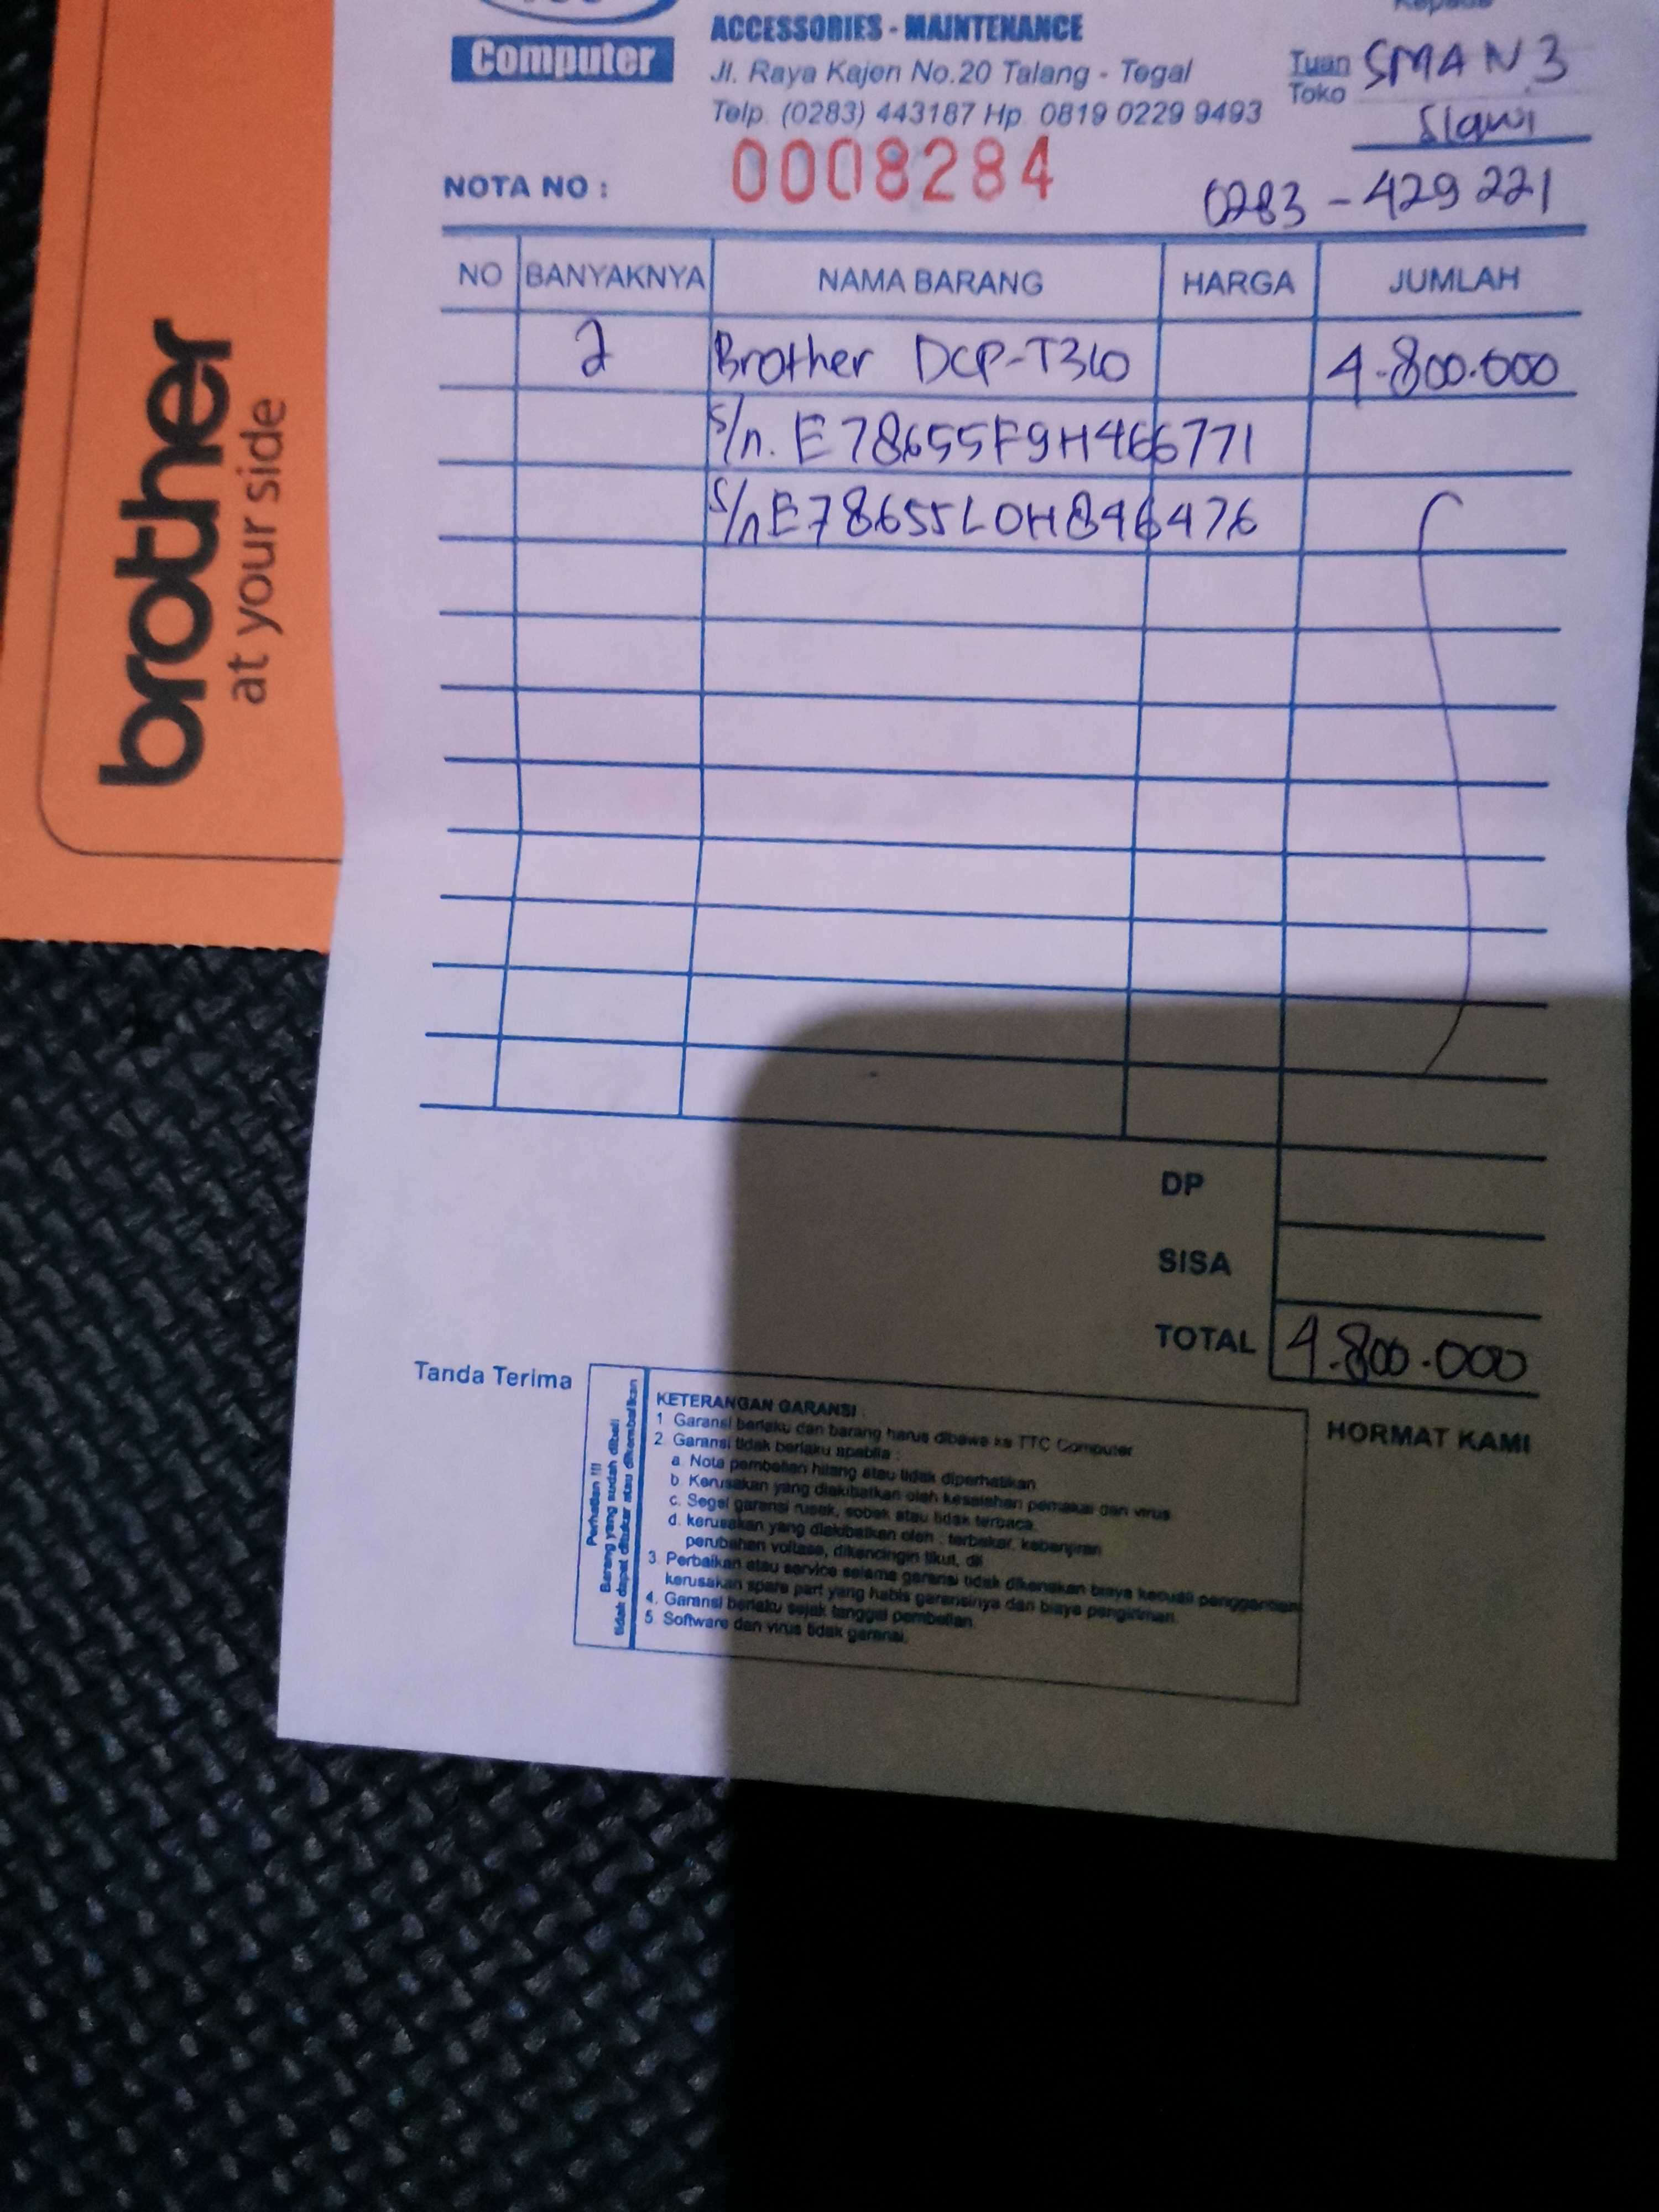 Computer
ACCESSORIES - MAINTENANCE
Jl. Raya Kajen No.20 Talang - Tegal
Telp. (0283) 443187 Hp. 0819 0229 9493
Kepada
Tuan
Toko
SMAN 3
Slawi
NOTA NO :
0008284
0283 - 429 221
NO BANYAKNYA NAMA BARANG HARGA JUMLAH
2 Brother DCP-T310 4.800.000
S/n. E78655F9H466771
S/n E78655L0H846476
DP
SISA
TOTAL 4.800.000
Tanda Terima
HORMAT KAMI
Perhatian !!!
Barang yang sudah dibeli
tidak dapat ditukar atau dikembalikan
KETERANGAN GARANSI :
1 Garansi berlaku dan barang harus dibawa ke TTC Computer
2. Garansi tidak berlaku apabila :
a. Nota pembelian hilang atau tidak diperhatikan
b. Kerusakan yang diakibatkan oleh kesalahan pemakai dan virus
c. Segel garansi rusak, sobek atau tidak terbaca.
d. kerusakan yang diakibatkan oleh : terbakar, kebanjiran
perubahan voltase, dikencingin tikut, dll
3. Perbaikan atau service selama garansi tidak dikenakan biaya kecuali penggantian
kerusakan spare part yang habis garansinya dan biaya pengiriman.
4. Garansi berlaku sejak tanggal pembelian.
5. Software dan virus tidak garansi.
brother
at your side